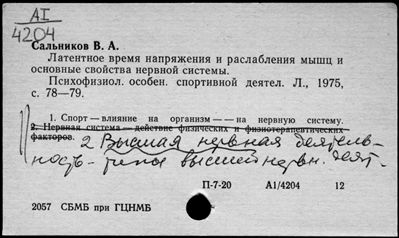 AI
4204
Сальников В. А.
Латентное время напряжения и раслабления мышц и
основные свойства нервной системы.
Психофизиол. особен. спортивной деятел. Л., 1975,
с. 78—79.
1. Спорт — влияние на организм — — на нервную систему.
2. Нервная система — действие физических и физиотерапевтических
факторов. 2 Высшая нервная деятель-
ность - типы высшей нервн. деят.
П-7-20 А1/4204 12
2057 СБМБ при ГЦНМБ